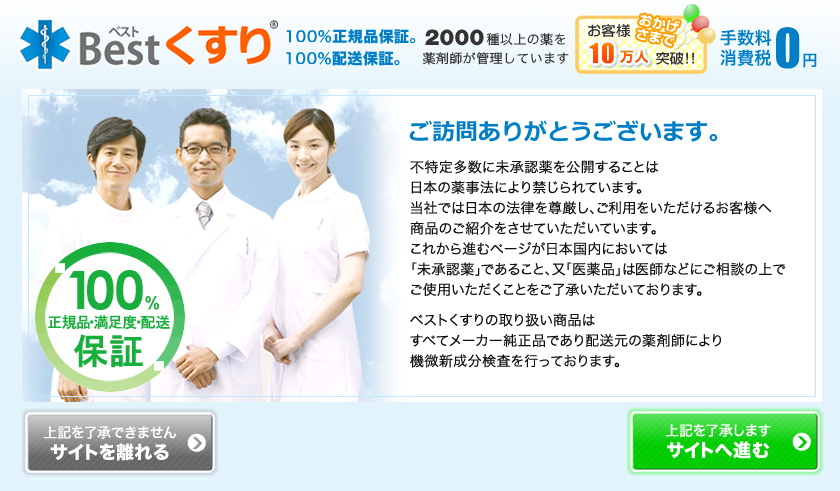 ベスト
Bestくすり®
100%正規品保証。
100%配送保証。
2000種以上の薬を
薬剤師が管理しています
お客様
おかげ
さまで
10万人 突破!!
手数料
消費税 0円
ご訪問ありがとうございます。
不特定多数に未承認薬を公開することは
日本の薬事法により禁じられています。
当社では日本の法律を尊厳し、ご利用をいただけるお客様へ
商品のご紹介をさせていただいています。
これから進むページが日本国内においては
「未承認薬」であること、又「医薬品」は医師などにご相談の上で
ご使用いただくことをご了承いただいております。
ベストくすりの取り扱い商品は
すべてメーカー純正品であり配送元の薬剤師により
機微新成分検査を行っております。
100%
正規品・満足度・配送
保証
上記を了承できません
サイトを離れる
上記を了承します
サイトへ進む